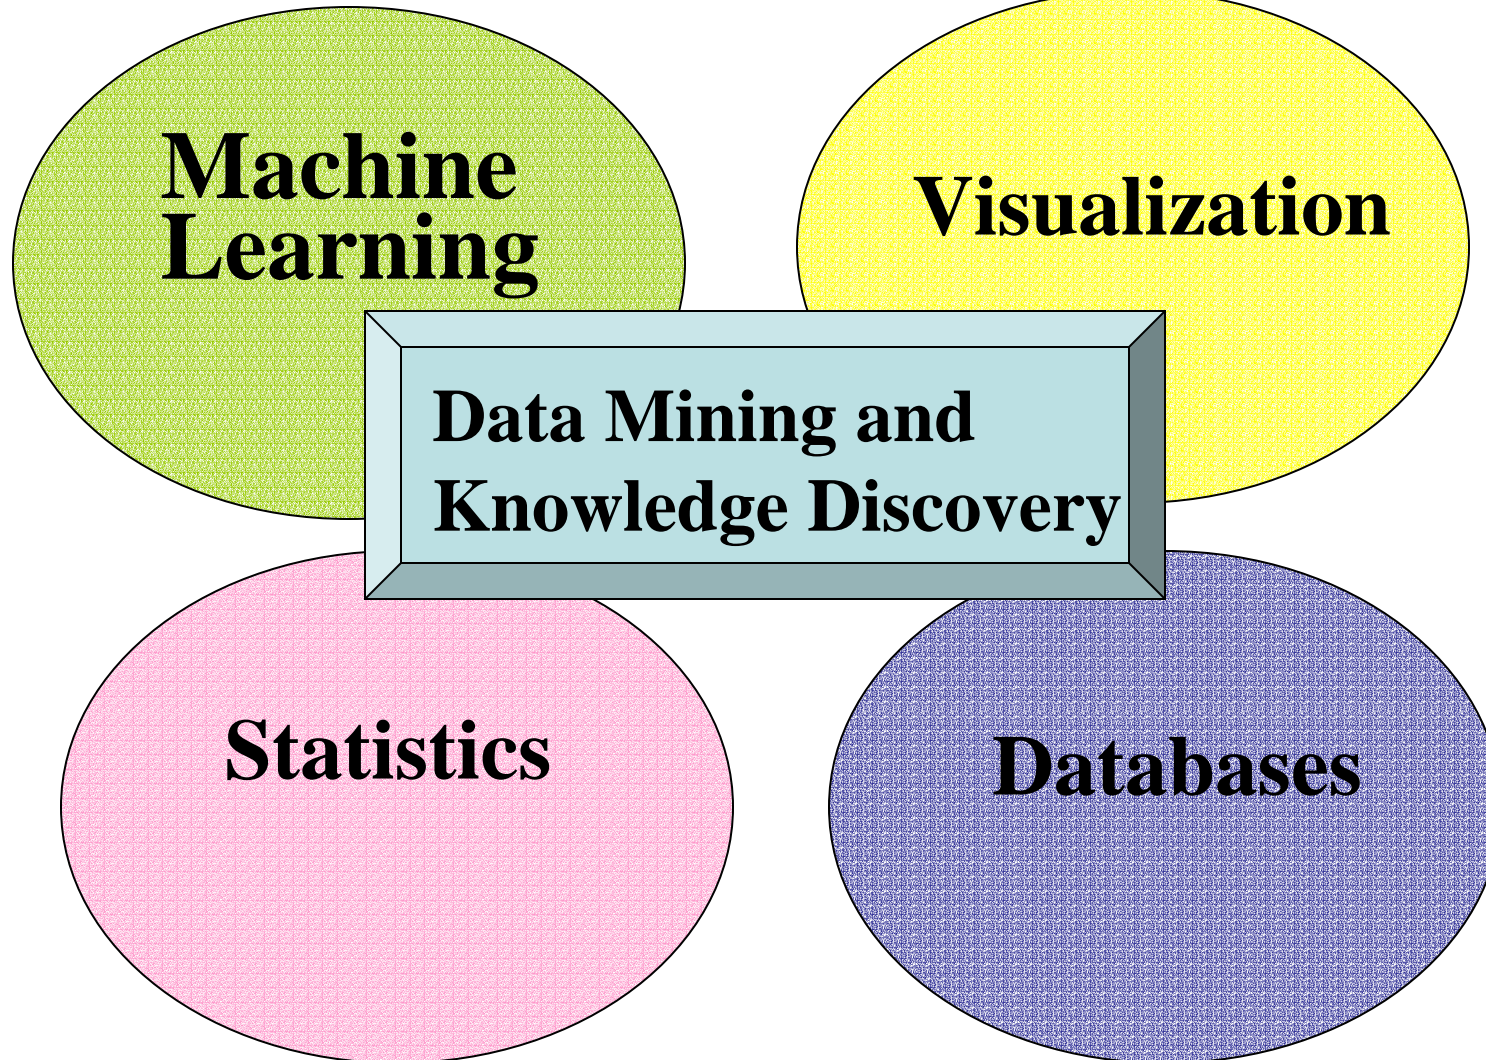 Machine
Learning
Visualization
Data Mining and
Knowledge Discovery
Statistics
Databases